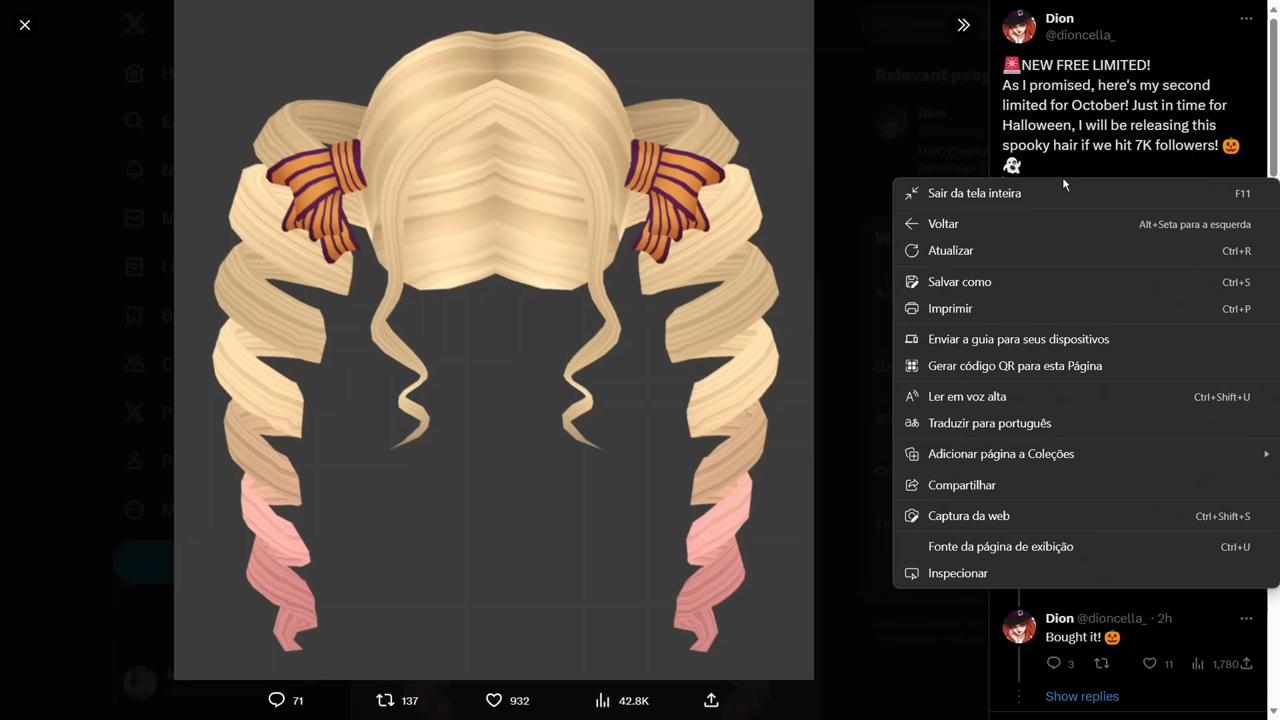 Dion
@dioncella_
🚨NEW FREE LIMITED!
As I promised, here's my second
limited for October! Just in time for
Halloween, I will be releasing this
spooky hair if we hit 7K followers! 🎃
👻
Sair da tela inteira F11
Voltar Alt+Seta para a esquerda
Atualizar Ctrl+R
Salvar como Ctrl+S
Imprimir Ctrl+P
Enviar a guia para seus dispositivos
Gerar código QR para esta Página
Ler em voz alta Ctrl+Shift+U
Traduzir para português
Adicionar página a Coleções
Compartilhar
Captura da web Ctrl+Shift+S
Fonte da página de exibição Ctrl+U
Inspecionar
Dion @dioncella_ · 2h
Bought it! 🎃
3 11 1,780
Show replies
71 137 932 42.8K
Relevant peop
Dion